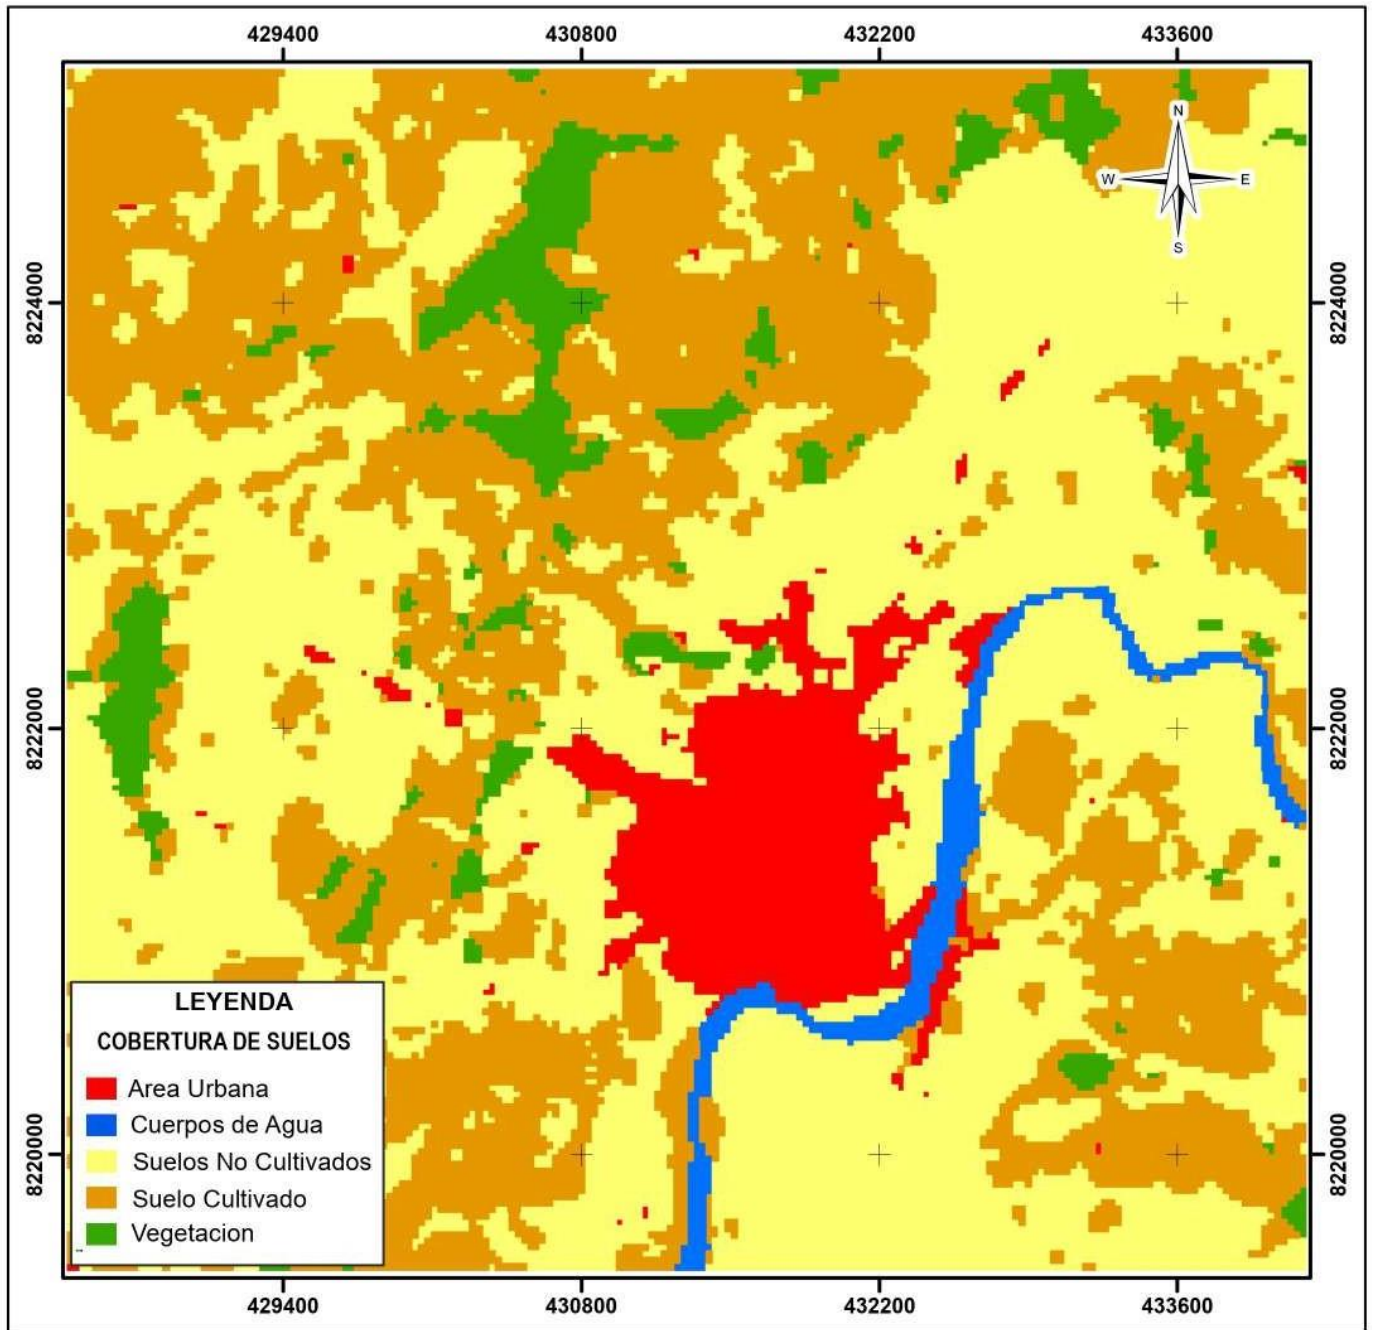 429400 430800 432200 433600
N
W E
S
8224000 8224000
8222000 8222000
8220000 8220000
LEYENDA
COBERTURA DE SUELOS
Area Urbana
Cuerpos de Agua
Suelos No Cultivados
Suelo Cultivado
Vegetacion
429400 430800 432200 433600